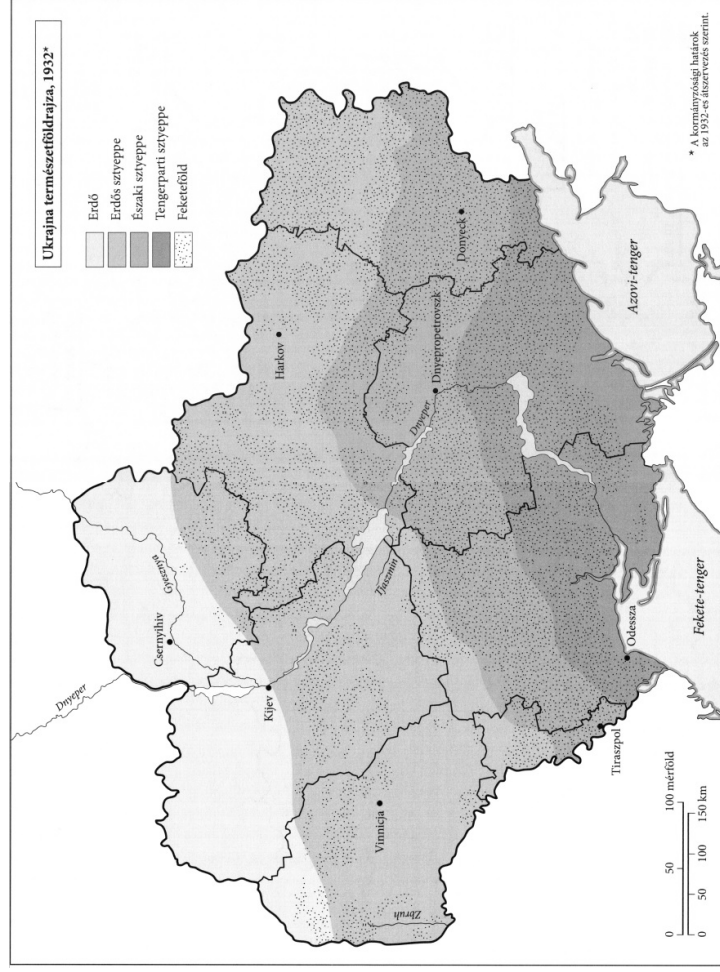 Ukrajna természetföldrajza, 1932*
Erdő
Erdős sztyeppe
Északi sztyeppe
Tengerparti sztyeppe
Feketeföld
Dnyeper
Gyesznya
Csernyihiv
Kijev
Harkov
Tjaszmin
Dnyeper
Dnyepropetrovszk
Donyeck
Vinnicja
Zbruh
Tiraszpol
Odessza
Fekete-tenger
Azovi-tenger
0 50 100 mérföld
0 50 100 150 km
* A kormányzósági határok
az 1932-es átszervezés szerint.